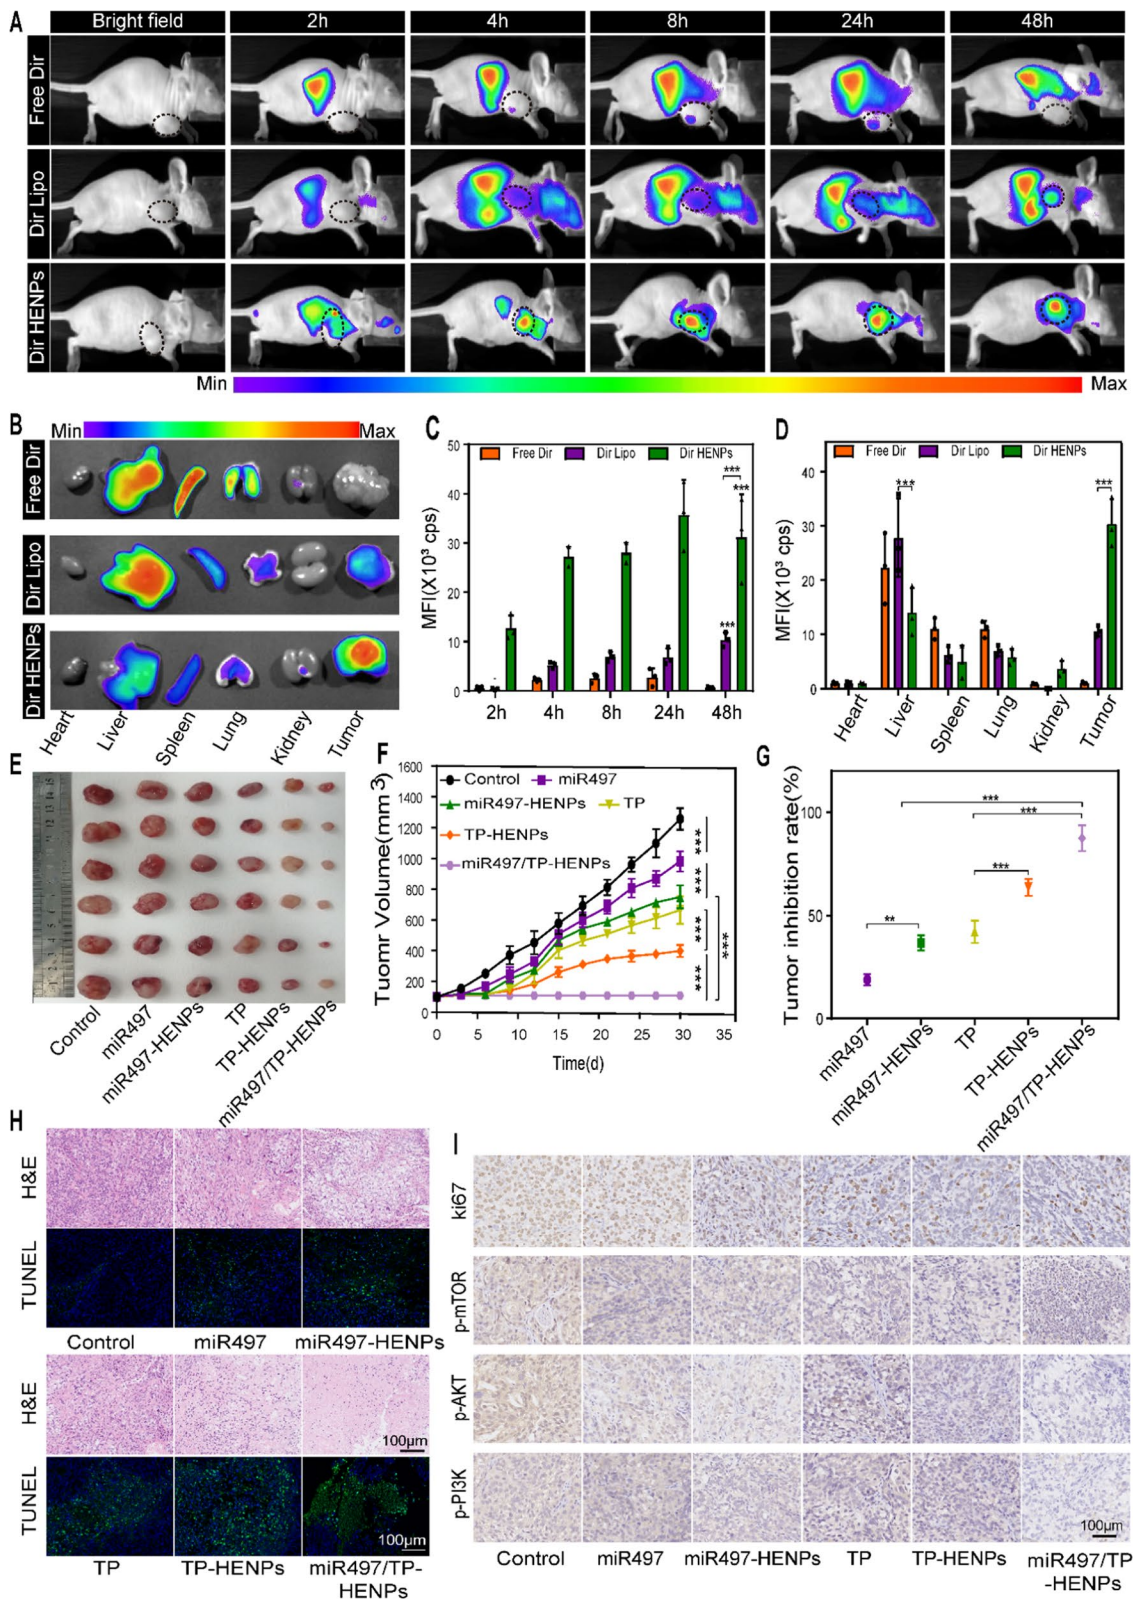 A
Bright field
2h
4h
8h
24h
48h
Free Dir
Dir Lipo
Dir HENPs
Min
Max
B
Min
Max
Free Dir
Dir Lipo
Dir HENPs
Heart
Liver
Spleen
Lung
Kidney
Tumor
C
Free Dir
Dir Lipo
Dir HENPs
MFI(X10³ cps)
50
40
30
20
10
0
***
***
***
2h
4h
8h
24h
48h
D
Free Dir
Dir Lipo
Dir HENPs
MFI(X10³ cps)
40
30
20
10
0
***
***
Heart
Liver
Spleen
Lung
Kidney
Tumor
E
Control
miR497
miR497-HENPs
TP
TP-HENPs
miR497/TP-HENPs
F
Tuomr Volume(mm 3)
1600
1400
1200
1000
800
600
400
200
0
Control
miR497
miR497-HENPs
TP
TP-HENPs
miR497/TP-HENPs
***
***
***
***
***
0
5
10
15
20
25
30
35
Time(d)
G
Tumor inhibition rate(%)
100
50
0
**
***
***
***
miR497
miR497-HENPs
TP
TP-HENPs
miR497/TP-HENPs
H
H&E
TUNEL
Control
miR497
miR497-HENPs
H&E
100μm
TUNEL
100μm
TP
TP-HENPs
miR497/TP-
HENPs
I
ki67
p-mTOR
p-AKT
p-PI3K
100μm
Control
miR497
miR497-HENPs
TP
TP-HENPs
miR497/TP
-HENPs